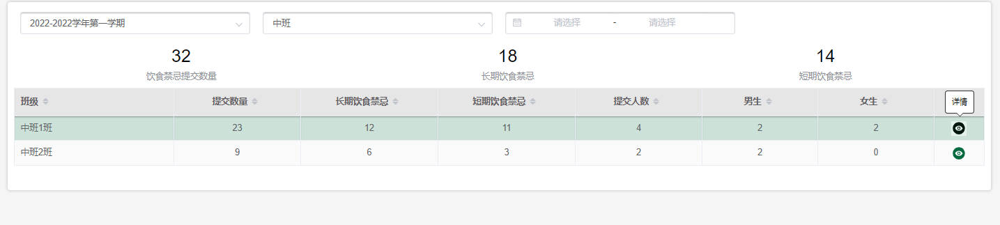 2022-2022学年第一学期 中班 请选择 - 请选择
32 18 14
饮食禁忌提交数量 长期饮食禁忌 短期饮食禁忌
班级 提交数量 长期饮食禁忌 短期饮食禁忌 提交人数 男生 女生 详情
中班1班 23 12 11 4 2 2
中班2班 9 6 3 2 2 0